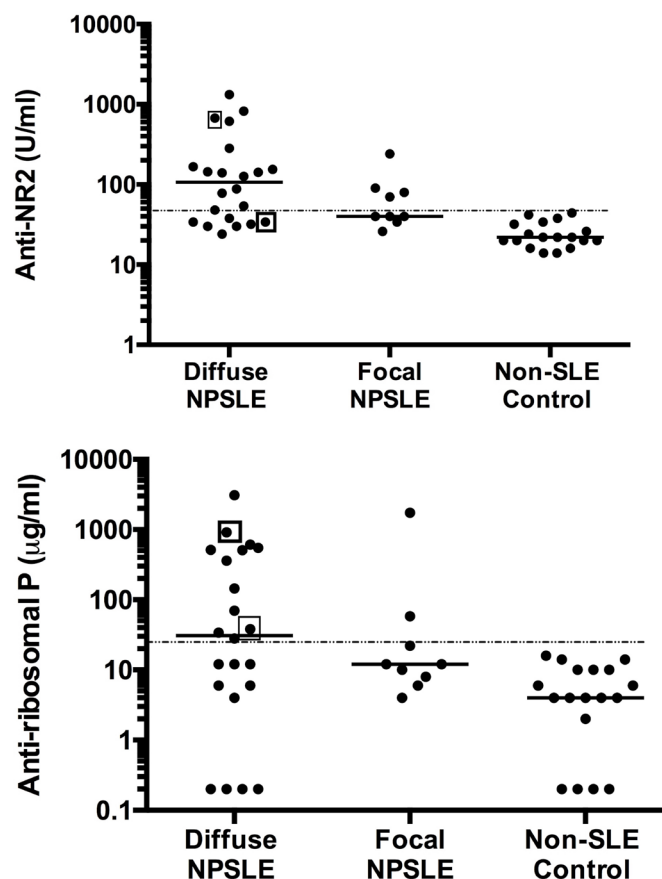 10000
1000
100
10
1
Anti-NR2 (U/ml)
Diffuse NPSLE
Focal NPSLE
Non-SLE Control
10000
1000
100
10
1
0.1
Anti-ribosomal P (μg/ml)
Diffuse NPSLE
Focal NPSLE
Non-SLE Control